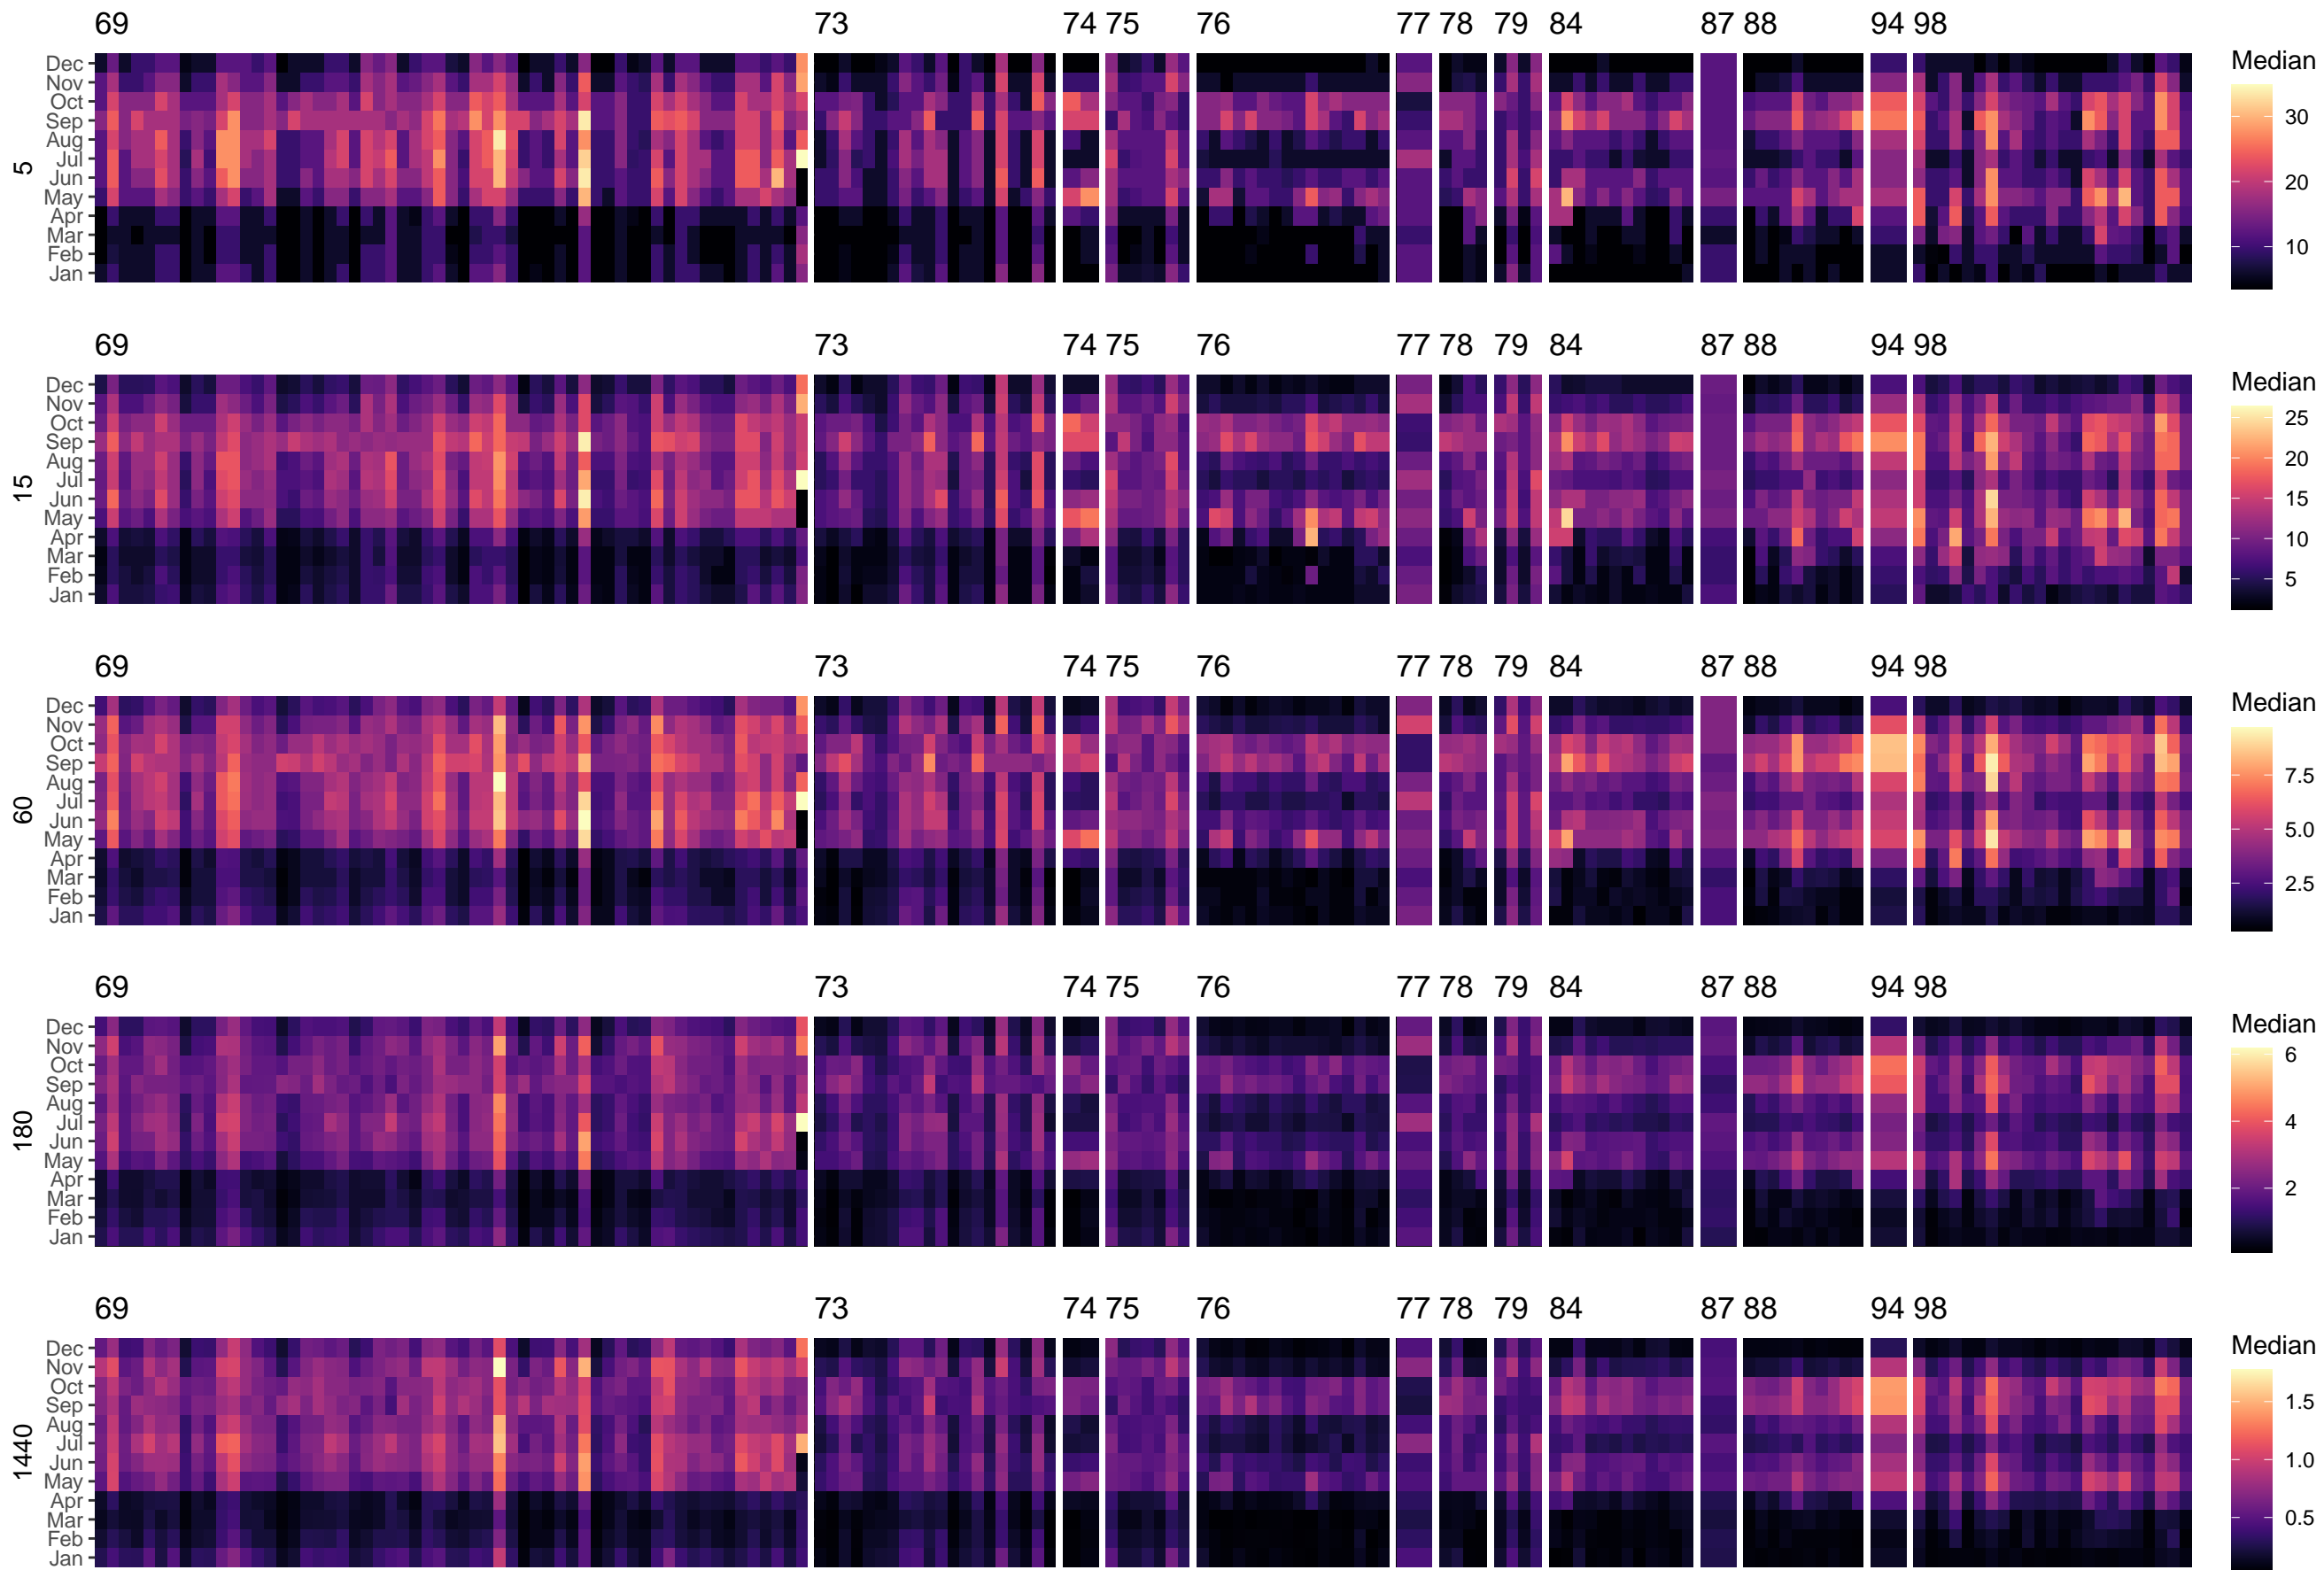 69 73 74 75 76 77 78 79 84 87 88 94 98
5
Dec
Nov
Oct
Sep
Aug
Jul
Jun
May
Apr
Mar
Feb
Jan
Median
30
20
10
69 73 74 75 76 77 78 79 84 87 88 94 98
15
Dec
Nov
Oct
Sep
Aug
Jul
Jun
May
Apr
Mar
Feb
Jan
Median
25
20
15
10
5
69 73 74 75 76 77 78 79 84 87 88 94 98
60
Dec
Nov
Oct
Sep
Aug
Jul
Jun
May
Apr
Mar
Feb
Jan
Median
7.5
5.0
2.5
69 73 74 75 76 77 78 79 84 87 88 94 98
180
Dec
Nov
Oct
Sep
Aug
Jul
Jun
May
Apr
Mar
Feb
Jan
Median
6
4
2
69 73 74 75 76 77 78 79 84 87 88 94 98
1440
Dec
Nov
Oct
Sep
Aug
Jul
Jun
May
Apr
Mar
Feb
Jan
Median
1.5
1.0
0.5